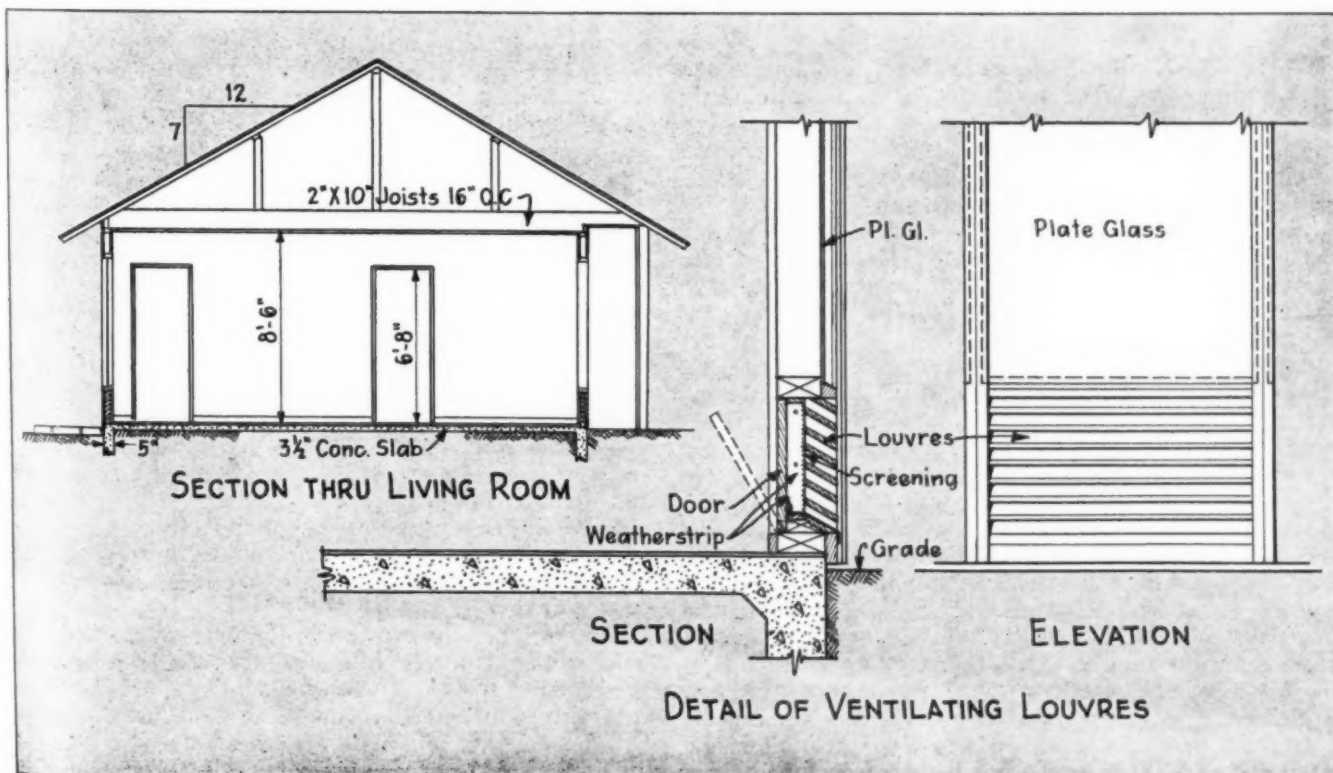 12
7
2"X10" Joists 16" O.C
8'-6"
6'-8"
5"
3½" Conc. Slab
SECTION THRU LIVING ROOM
Pl. Gl.
Plate Glass
Louvres
Screening
Door
Weatherstrip
Grade
SECTION
ELEVATION
DETAIL OF VENTILATING LOUVRES